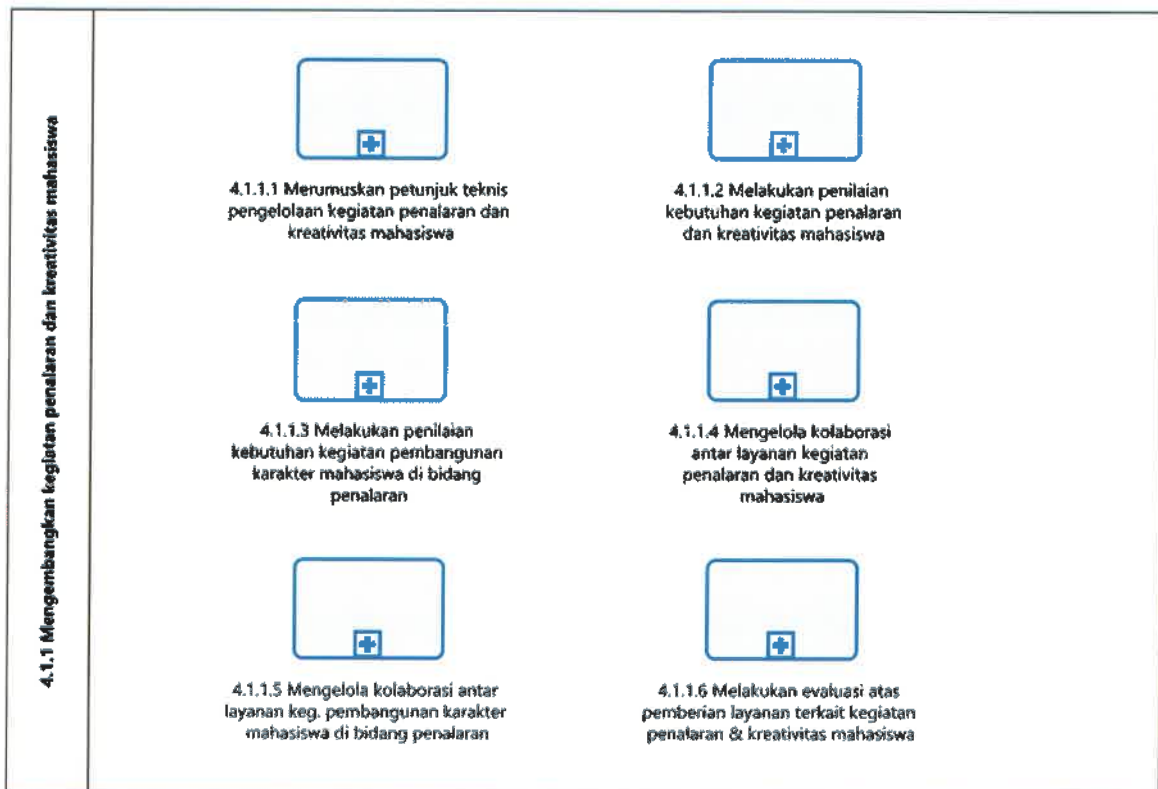 4.1.1 Mengembangkan kegiatan penalaran dan kreativitas mahasiswa
4.1.1.1 Merumuskan petunjuk teknis
pengelolaan kegiatan penalaran dan
kreativitas mahasiswa
4.1.1.2 Melakukan penilaian
kebutuhan kegiatan penalaran
dan kreativitas mahasiswa
4.1.1.3 Melakukan penilaian
kebutuhan kegiatan pembangunan
karakter mahasiswa di bidang
penalaran
4.1.1.4 Mengelola kolaborasi
antar layanan kegiatan
penalaran dan kreativitas
mahasiswa
4.1.1.5 Mengelola kolaborasi antar
layanan keg. pembangunan karakter
mahasiswa di bidang penalaran
4.1.1.6 Melakukan evaluasi atas
pemberian layanan terkait kegiatan
penalaran & kreativitas mahasiswa